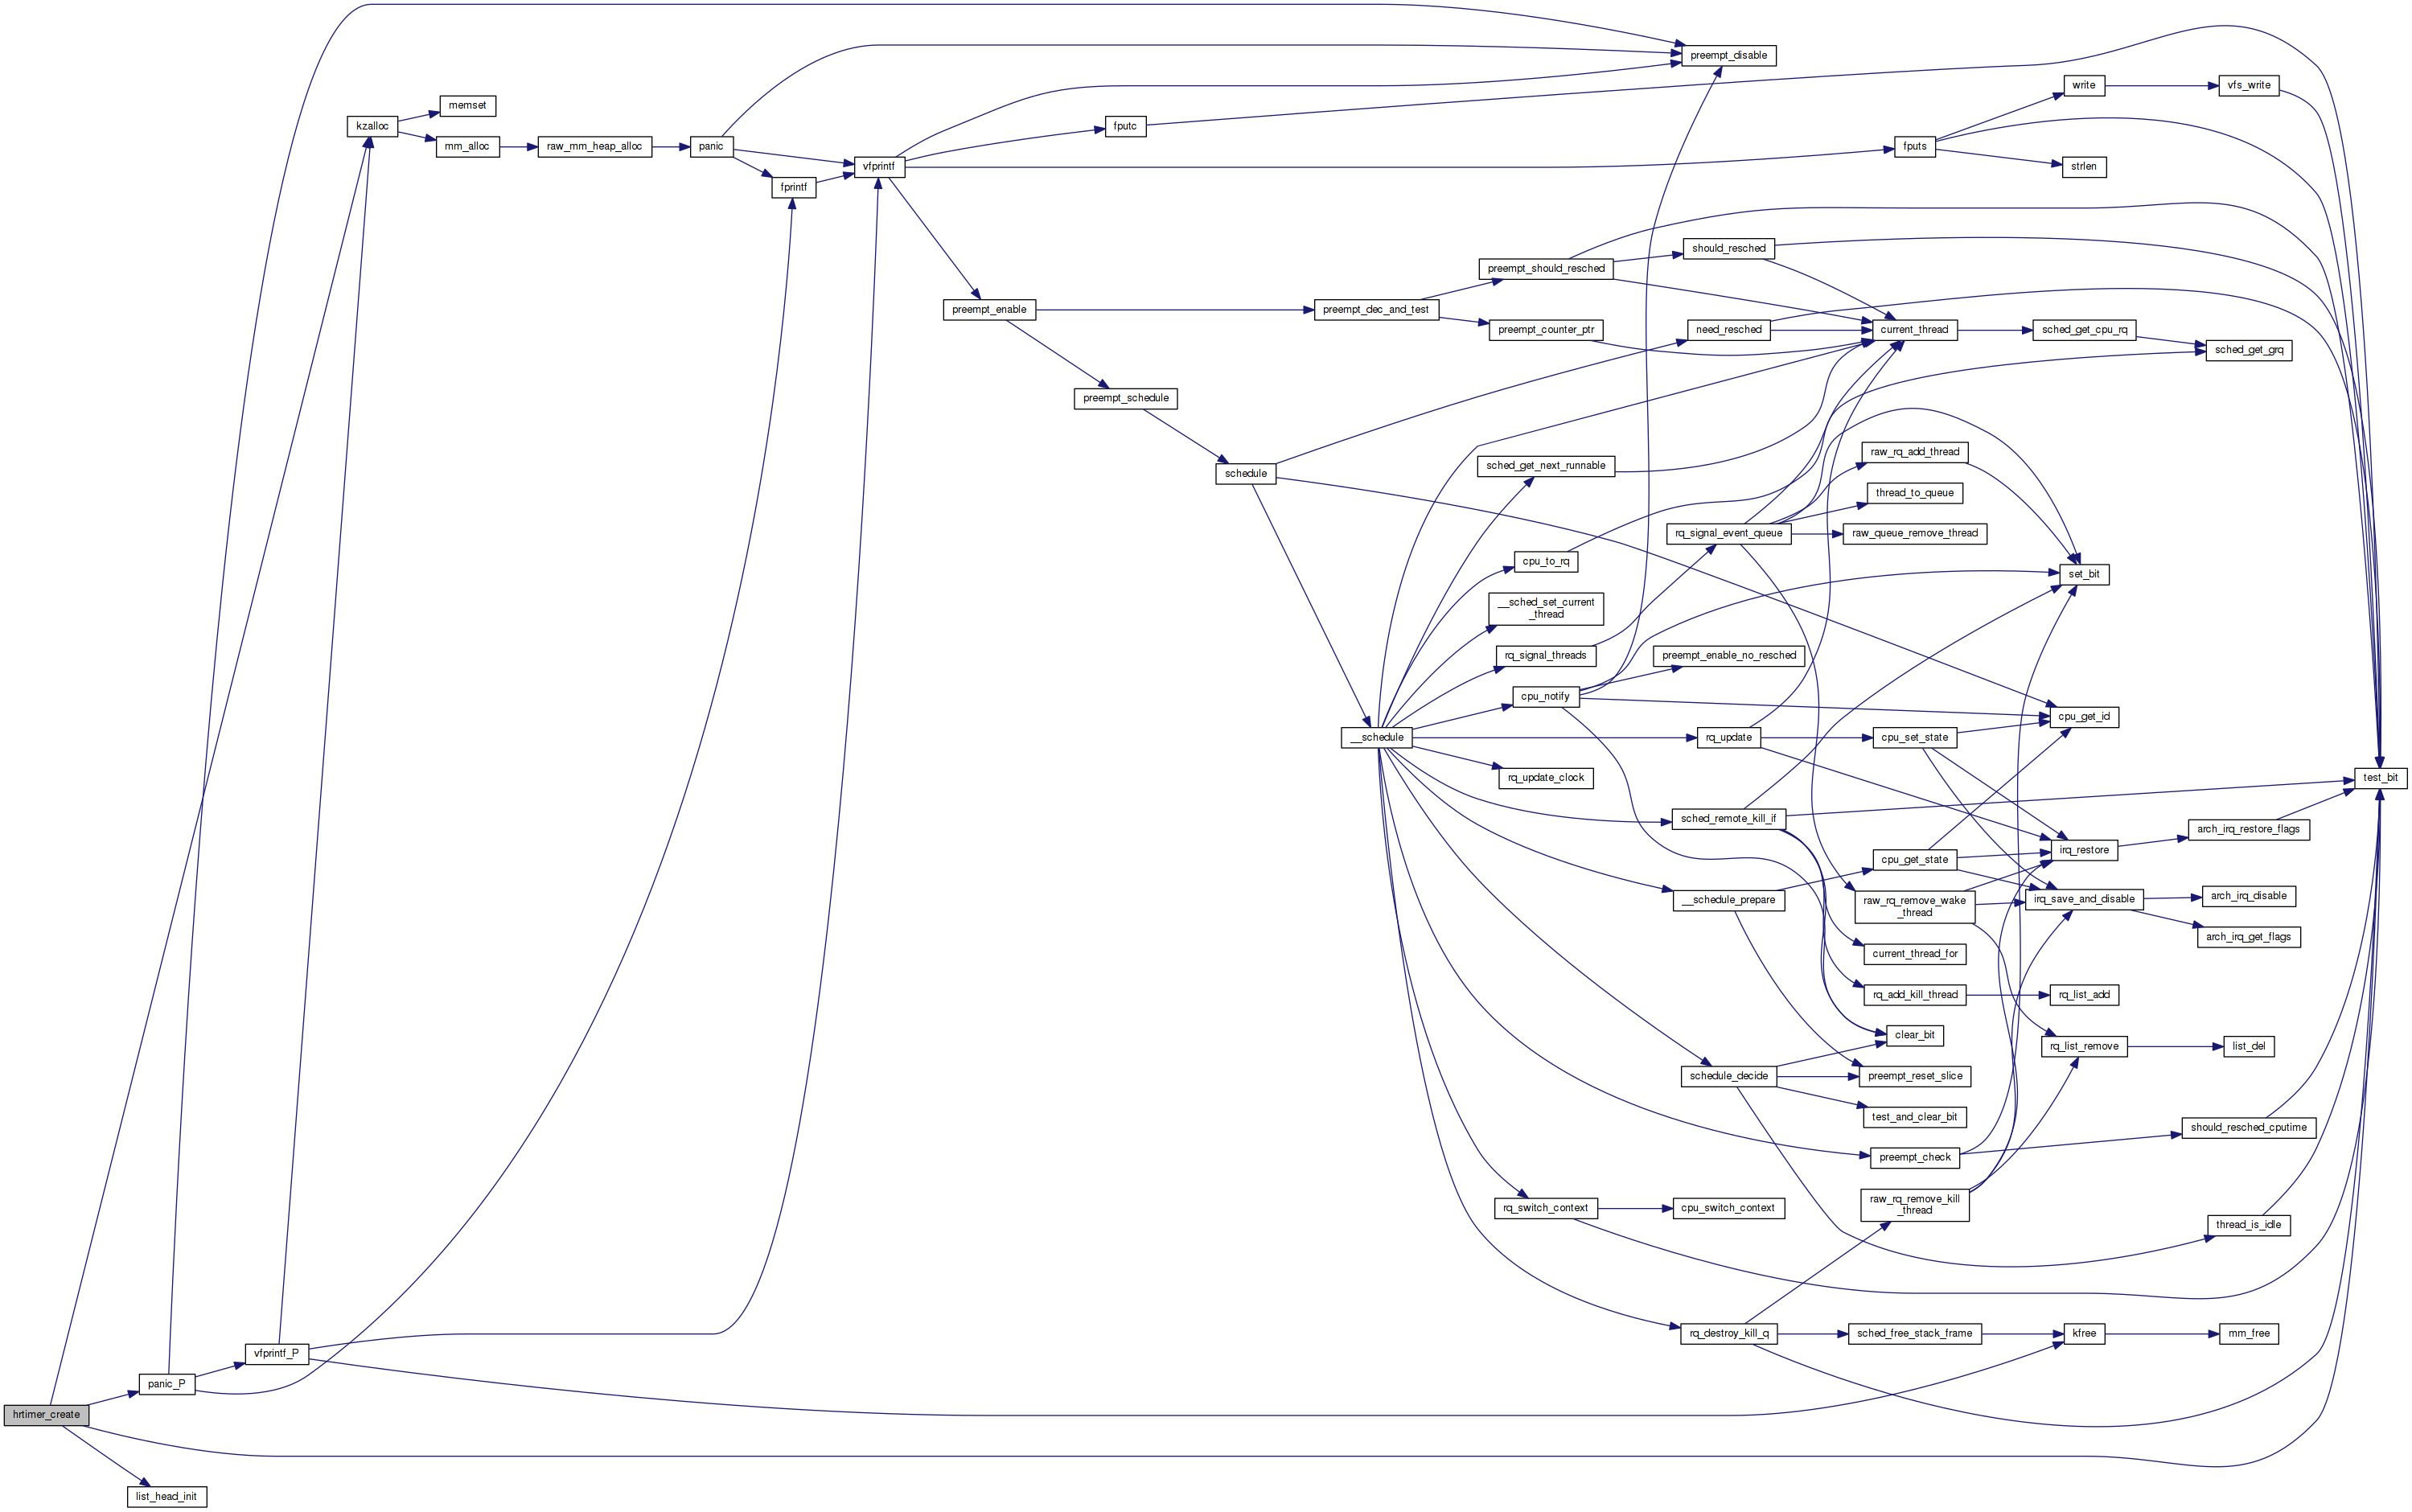 preempt_disable
write
vfs_write
memset
kzalloc
fputc
mm_alloc
raw_mm_heap_alloc
panic
fputs
vfprintf
strlen
fprintf
should_resched
preempt_should_resched
preempt_enable
preempt_dec_and_test
preempt_counter_ptr
need_resched
current_thread
sched_get_cpu_rq
sched_get_grq
preempt_schedule
raw_rq_add_thread
schedule
sched_get_next_runnable
thread_to_queue
rq_signal_event_queue
raw_queue_remove_thread
cpu_to_rq
set_bit
__sched_set_current
_thread
rq_signal_threads
preempt_enable_no_resched
cpu_notify
cpu_get_id
__schedule
rq_update
cpu_set_state
rq_update_clock
test_bit
sched_remote_kill_if
arch_irq_restore_flags
irq_restore
cpu_get_state
__schedule_prepare
raw_rq_remove_wake
_thread
irq_save_and_disable
arch_irq_disable
arch_irq_get_flags
current_thread_for
rq_add_kill_thread
rq_list_add
clear_bit
rq_list_remove
list_del
schedule_decide
preempt_reset_slice
test_and_clear_bit
should_resched_cputime
preempt_check
raw_rq_remove_kill
_thread
rq_switch_context
cpu_switch_context
thread_is_idle
rq_destroy_kill_q
sched_free_stack_frame
kfree
mm_free
vfprintf_P
panic_P
hrtimer_create
list_head_init